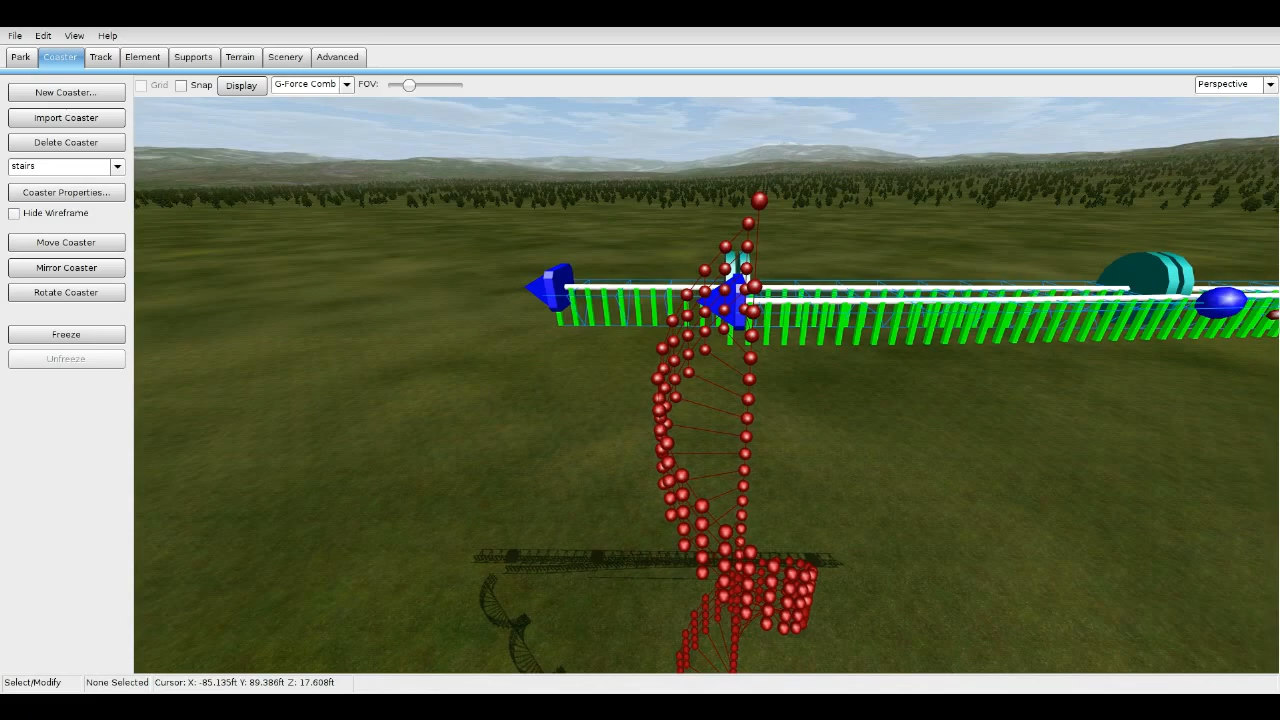 File Edit View Help
Park Coaster Track Element Supports Terrain Scenery Advanced
Grid Snap Display G-Force Comb FOV: Perspective
New Coaster...
Import Coaster
Delete Coaster
stairs
Coaster Properties...
Hide Wireframe
Move Coaster
Mirror Coaster
Rotate Coaster
Freeze
Unfreeze
Select/Modify None Selected Cursor: X: -85.135ft Y: 89.386ft Z: 17.608ft